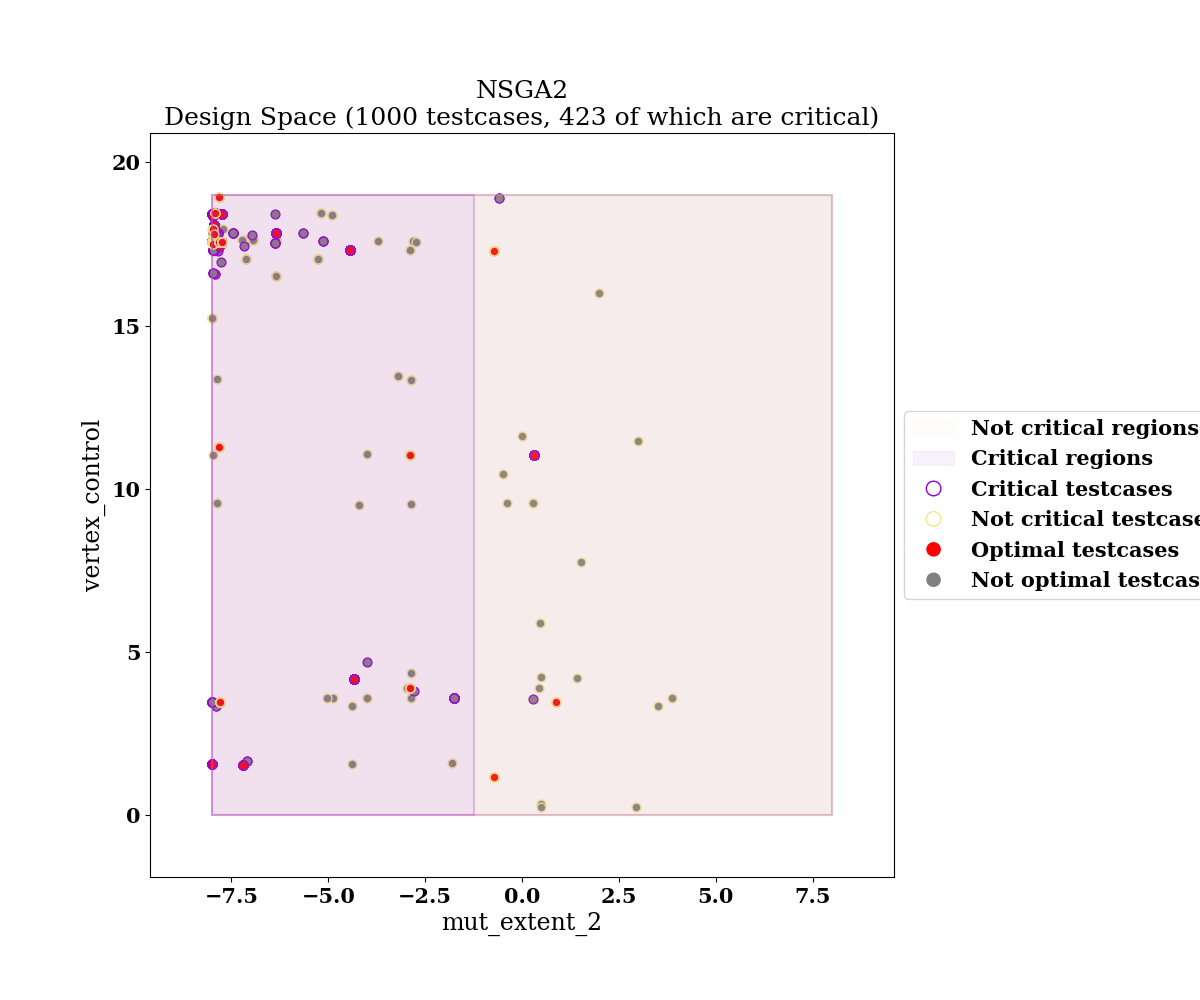 NSGA2
Design Space (1000 testcases, 423 of which are critical)
20
15
10
5
0
vertex_control
−7.5 −5.0 −2.5 0.0 2.5 5.0 7.5
mut_extent_2
Not critical regions
Critical regions
Critical testcases
Not critical testcase
Optimal testcases
Not optimal testcas